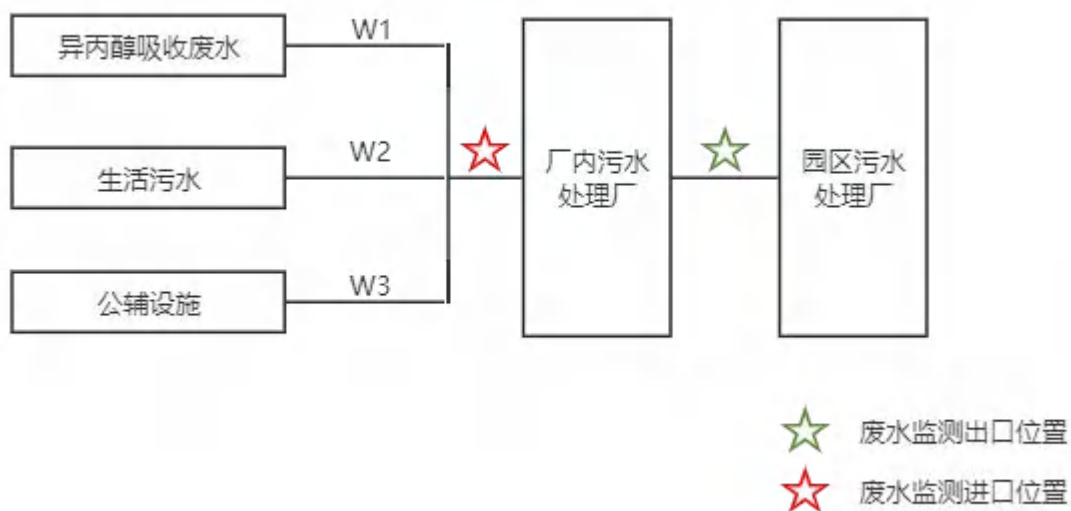 异丙醇吸收废水
W1
生活污水
W2
公辅设施
W3
厂内污水
处理厂
园区污水
处理厂
废水监测出口位置
废水监测进口位置